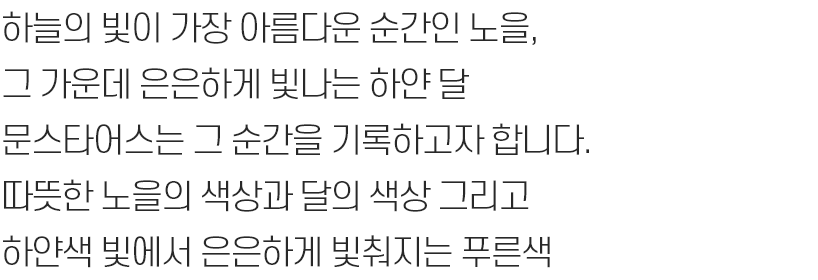 하늘의 빛이 가장 아름다운 순간인 노을,
그 가운데 은은하게 빛나는 하얀 달
문스타어스는 그 순간을 기록하고자 합니다.
따뜻한 노을의 색상과 달의 색상 그리고
하얀색 빛에서 은은하게 빛춰지는 푸른색